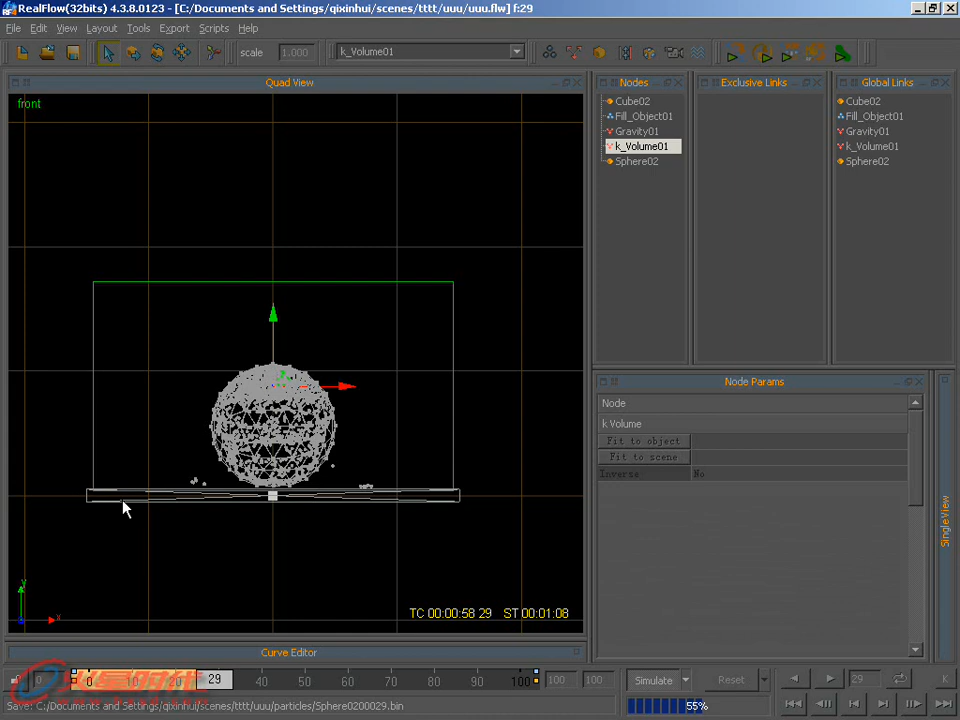 RealFlow(32bits) 4.3.8.0123 -- [C:/Documents and Settings/qixinhui/scenes/tttt/uuu/uuu.flw] f:29
File Edit View Layout Tools Export Scripts Help
scale 1.000 k_Volume01
Quad View
front
TC 00:00:58 29 ST 00:01:08
y
x
Curve Editor
Nodes
Cube02
Fill_Object01
Gravity01
k_Volume01
Sphere02
Exclusive Links
Global Links
Cube02
Fill_Object01
Gravity01
k_Volume01
Sphere02
Node Params
Node
k Volume
Fit to object
Fit to scene
Inverse No
Single View
0 0 10 20 29 40 50 60 70 80 90 100 100 100
Simulate Reset 29 K
Save: C:/Documents and Settings/qixinhui/scenes/tttt/uuu/particles/Sphere0200029.bin
55%